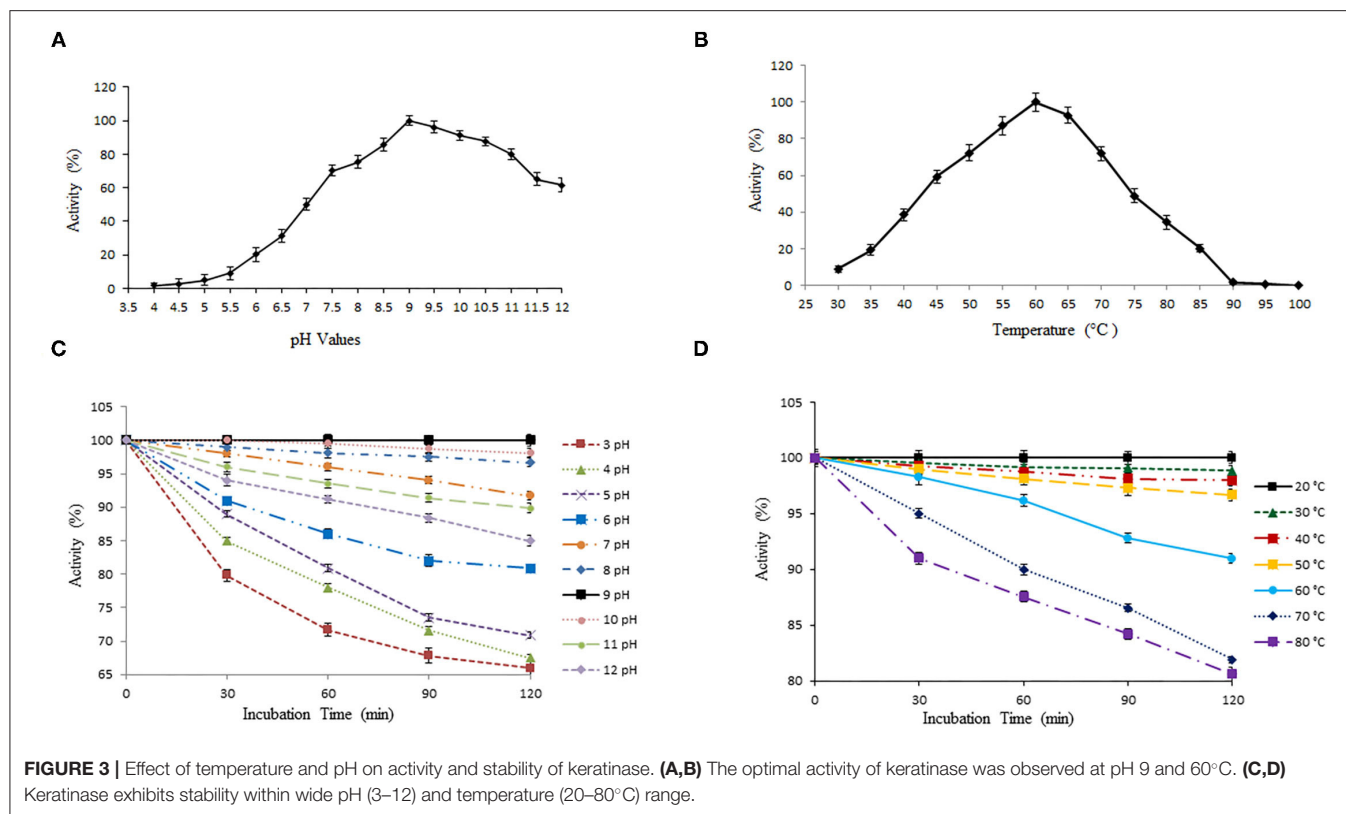 A
120
100
80
60
40
20
0
Activity (%)
3.5 4 4.5 5 5.5 6 6.5 7 7.5 8 8.5 9 9.5 10 10.5 11 11.5 12
pH Values
B
120
100
80
60
40
20
0
Activity (%)
25 30 35 40 45 50 55 60 65 70 75 80 85 90 95 100
Temperature (°C )
C
105
100
95
90
85
80
75
70
65
Activity (%)
0 30 60 90 120
Incubation Time (min)
3 pH
4 pH
5 pH
6 pH
7 pH
8 pH
9 pH
10 pH
11 pH
12 pH
D
105
100
95
90
85
80
Activity (%)
0 30 60 90 120
Incubation Time (min)
20 °C
30 °C
40 °C
50 °C
60 °C
70 °C
80 °C
FIGURE 3 | Effect of temperature and pH on activity and stability of keratinase. (A,B) The optimal activity of keratinase was observed at pH 9 and 60°C. (C,D)
Keratinase exhibits stability within wide pH (3–12) and temperature (20–80°C) range.